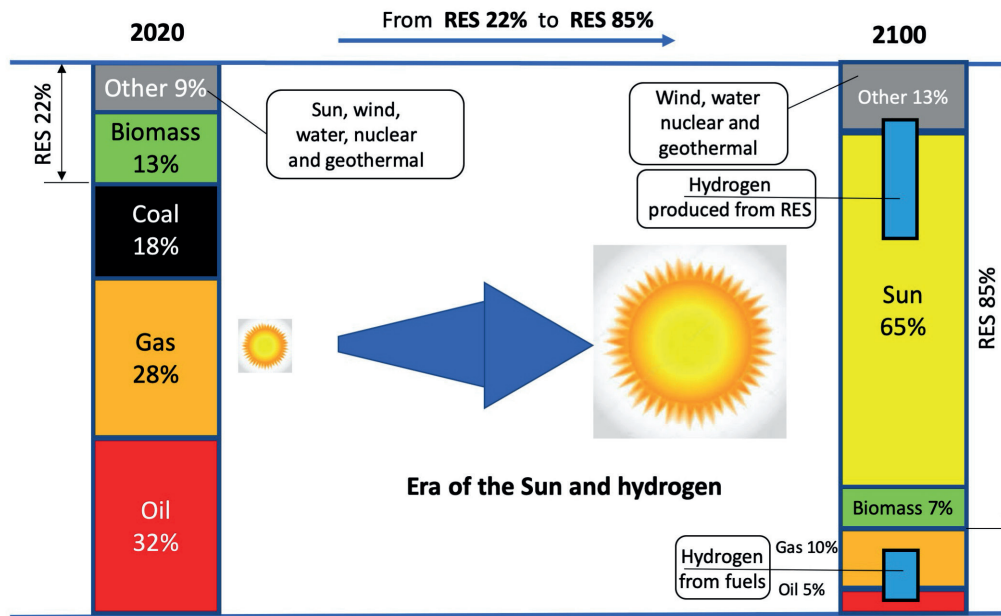 From RES 22% to RES 85%
2020
2100
RES 22%
Other 9%
Biomass
13%
Coal
18%
Gas
28%
Oil
32%
Sun, wind,
water, nuclear
and geothermal
Wind, water
nuclear and
geothermal
Hydrogen
produced from RES
Era of the Sun and hydrogen
Hydrogen
from fuels
Other 13%
Sun
65%
Biomass 7%
Gas 10%
Oil 5%
RES 85%